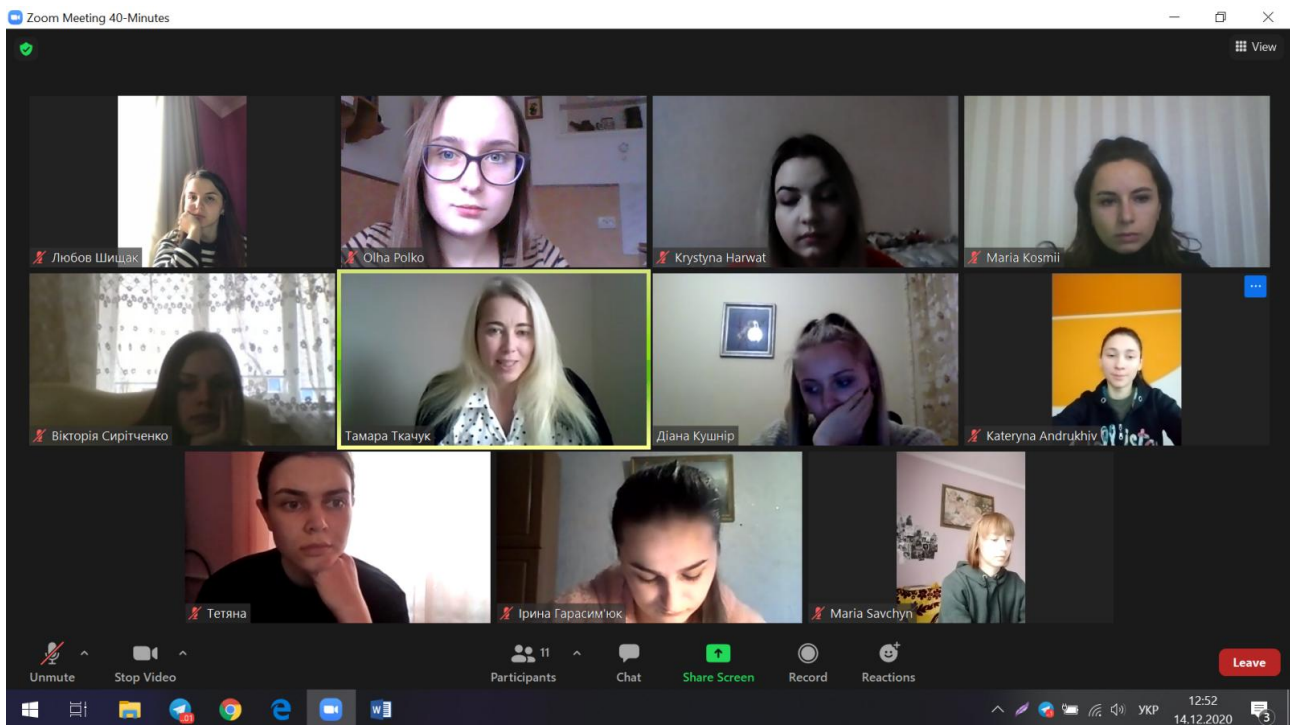 Zoom Meeting 40-Minutes
View
Любов Шищак
Olha Polko
Krystyna Harwat
Maria Kosmii
Вікторія Сирітченко
Тамара Ткачук
Діана Кушнір
Kateryna Andrukhiv
Тетяна
Ірина Гарасим'юк
Maria Savchyn
Unmute
Stop Video
11
Participants
Chat
Share Screen
Record
Reactions
Leave
УКР
12:52
14.12.2020
3